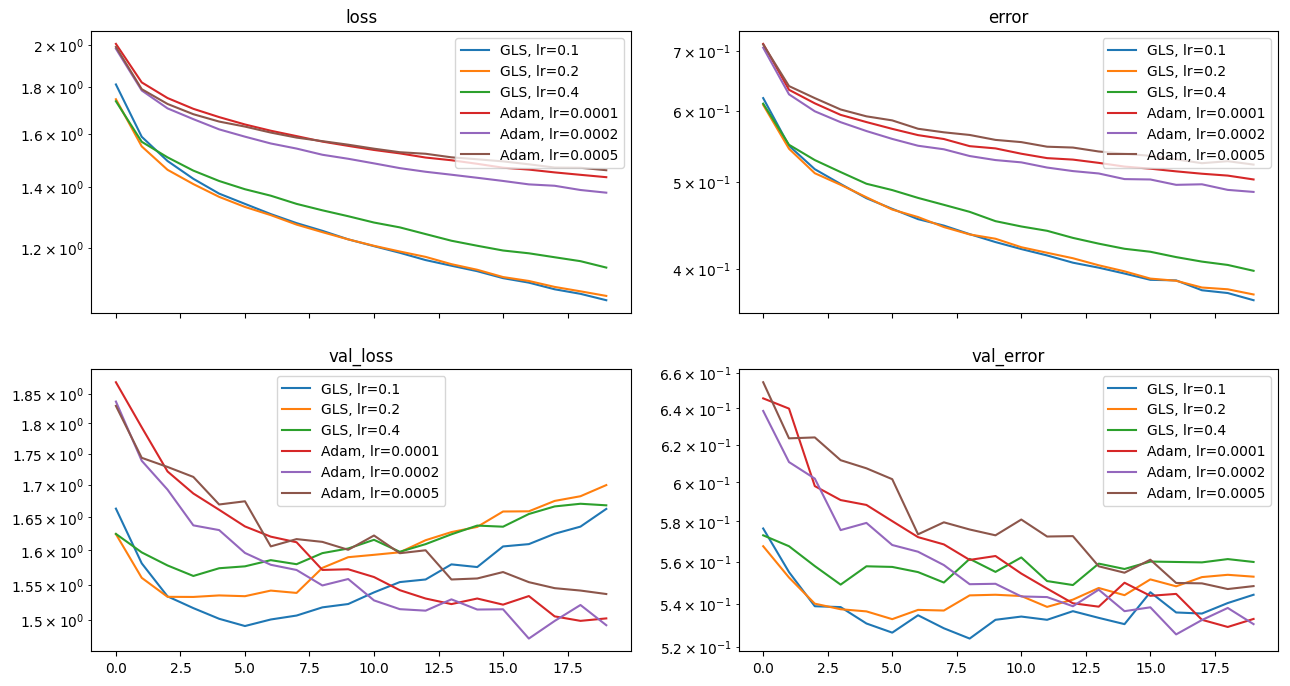 loss
2 × 10⁰
1.8 × 10⁰
1.6 × 10⁰
1.4 × 10⁰
1.2 × 10⁰
GLS, lr=0.1
GLS, lr=0.2
GLS, lr=0.4
Adam, lr=0.0001
Adam, lr=0.0002
Adam, lr=0.0005
error
7 × 10⁻¹
6 × 10⁻¹
5 × 10⁻¹
4 × 10⁻¹
GLS, lr=0.1
GLS, lr=0.2
GLS, lr=0.4
Adam, lr=0.0001
Adam, lr=0.0002
Adam, lr=0.0005
val_loss
1.85 × 10⁰
1.8 × 10⁰
1.75 × 10⁰
1.7 × 10⁰
1.65 × 10⁰
1.6 × 10⁰
1.55 × 10⁰
1.5 × 10⁰
GLS, lr=0.1
GLS, lr=0.2
GLS, lr=0.4
Adam, lr=0.0001
Adam, lr=0.0002
Adam, lr=0.0005
0.0 2.5 5.0 7.5 10.0 12.5 15.0 17.5
val_error
6.6 × 10⁻¹
6.4 × 10⁻¹
6.2 × 10⁻¹
6 × 10⁻¹
5.8 × 10⁻¹
5.6 × 10⁻¹
5.4 × 10⁻¹
5.2 × 10⁻¹
GLS, lr=0.1
GLS, lr=0.2
GLS, lr=0.4
Adam, lr=0.0001
Adam, lr=0.0002
Adam, lr=0.0005
0.0 2.5 5.0 7.5 10.0 12.5 15.0 17.5